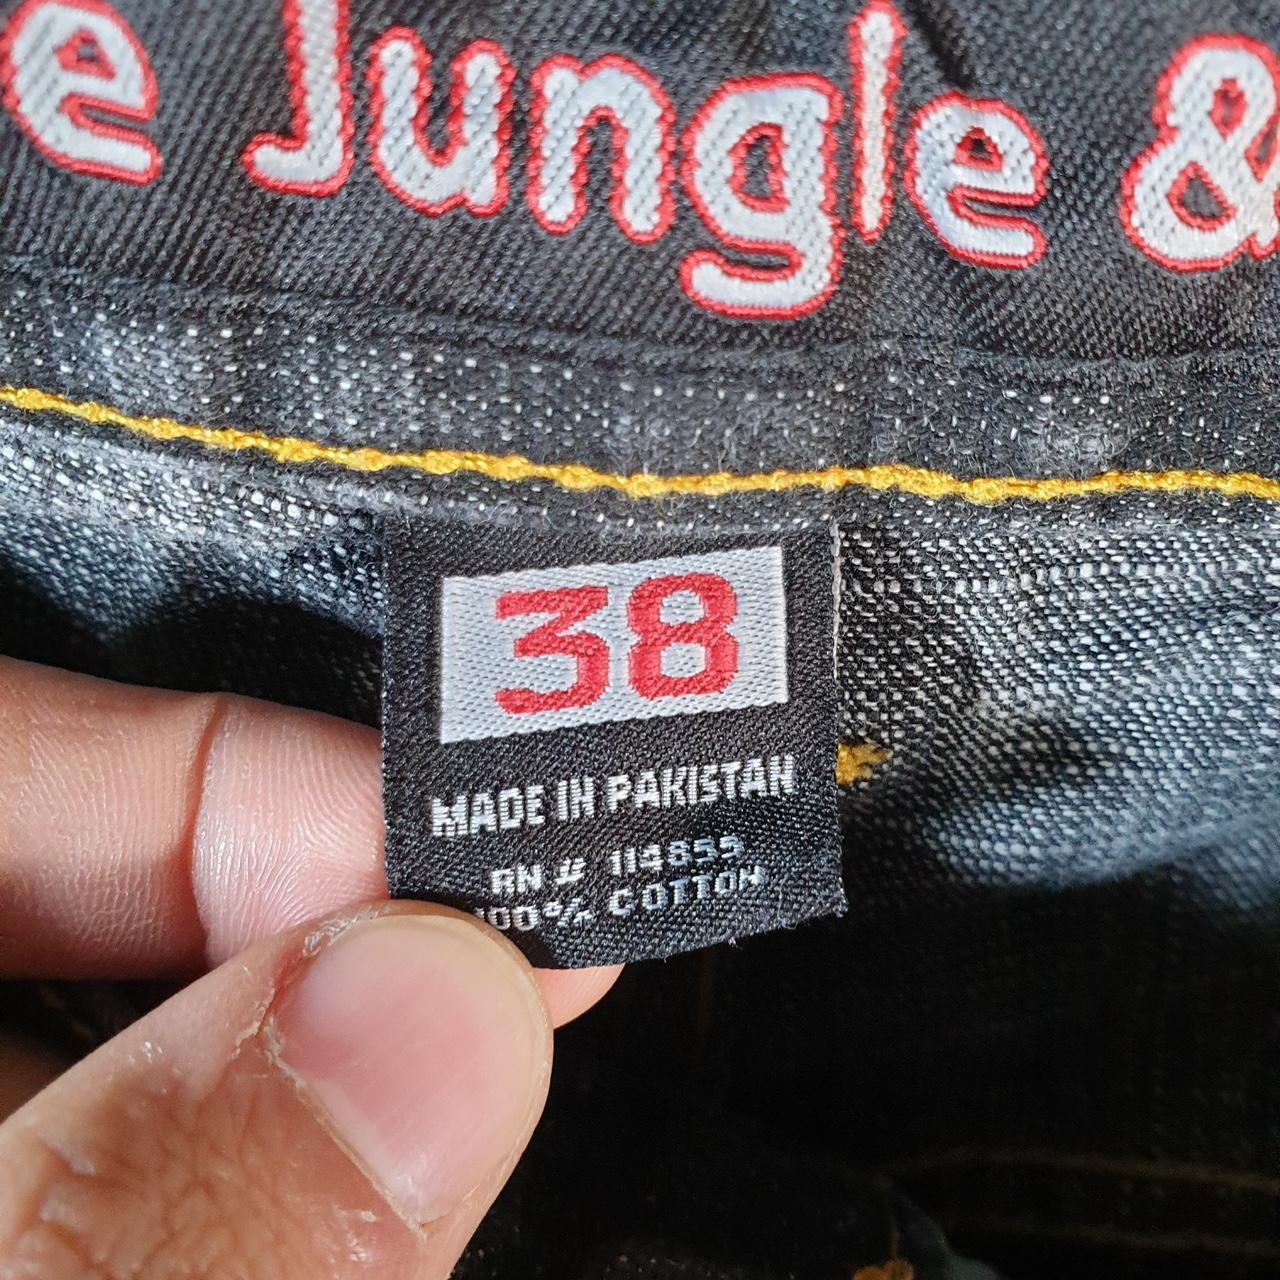 e Jungle &
38
MADE IN PAKISTAN
RN # 114855
100% COTTON